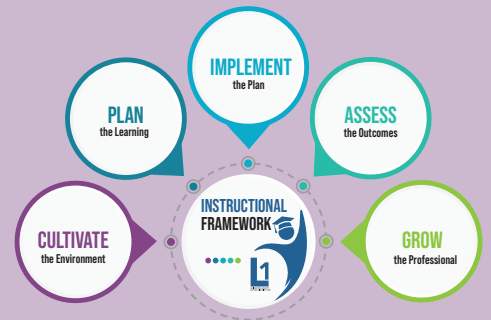 IMPLEMENT
the Plan
PLAN
the Learning
ASSESS
the Outcomes
CULTIVATE
the Environment
INSTRUCTIONAL
FRAMEWORK
L1
GROW
the Professional